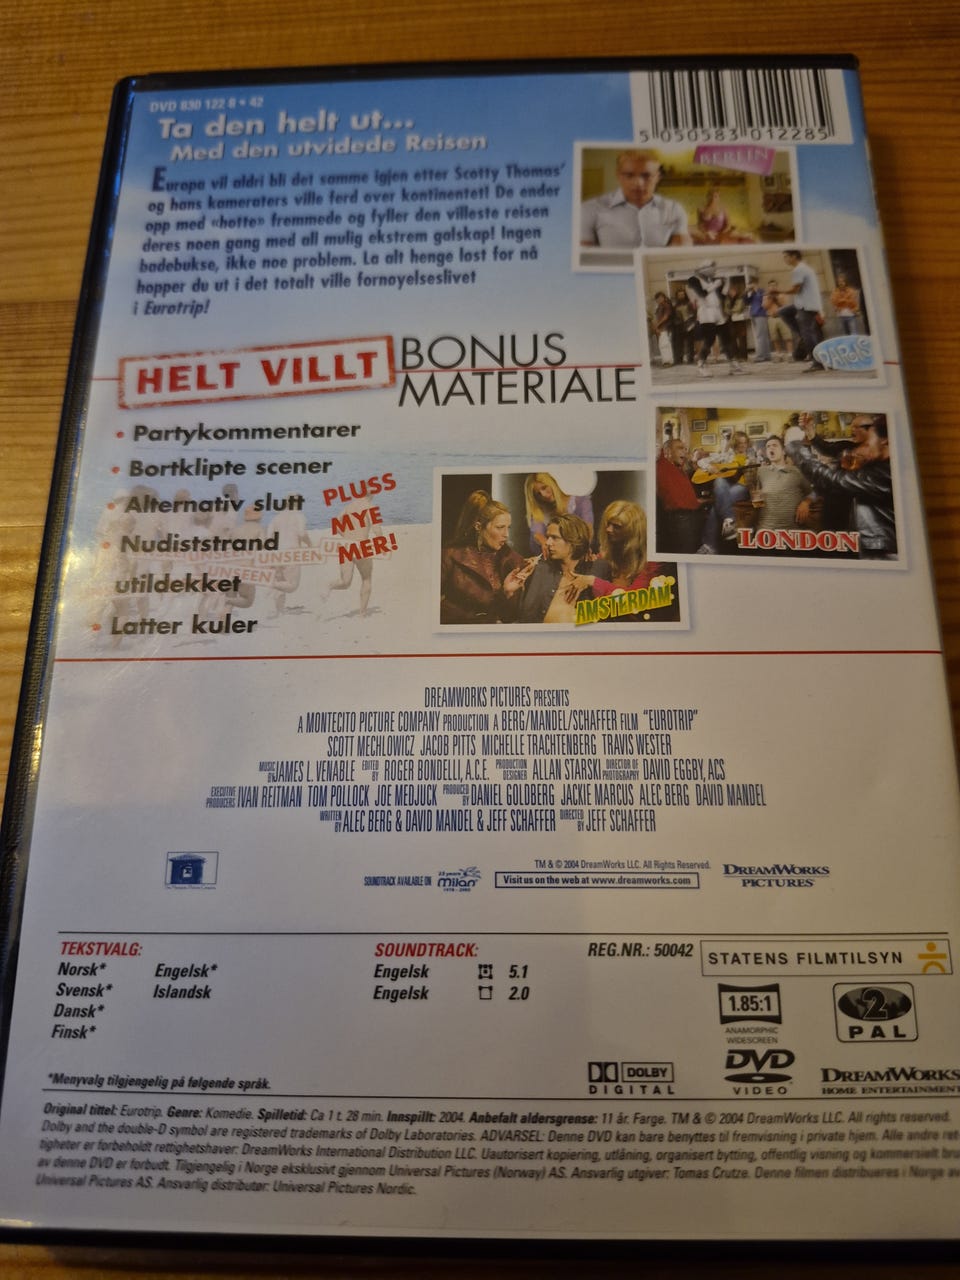 DVD 830 122 8 • 42
5 050583 012285
Ta den helt ut...
Med den utvidede Reisen
Europa vil aldri bli det samme igjen etter Scotty Thomas'
og hans kameraters ville ferd over kontinentet! De ender
opp med «hotte» fremmede og fyller den villeste reisen
deres noen gang med all mulig ekstrem galskap! Ingen
badebukse, ikke noe problem. La alt henge løst for nå
hopper du ut i det totalt ville fornøyelseslivet
i Eurotrip!
BERLIN
PARIS
LONDON
AMSTERDAM
HELT VILLT BONUS
MATERIALE
• Partykommentarer
• Bortklipte scener
• Alternativ slutt
• Nudiststrand
utildekket
• Latter kuler
PLUSS
MYE
MER!
UNSEEN
UNSEEN
DREAMWORKS PICTURES PRESENTS
A MONTECITO PICTURE COMPANY PRODUCTION A BERG/MANDEL/SCHAFFER FILM "EUROTRIP"
SCOTT MECHLOWICZ JACOB PITTS MICHELLE TRACHTENBERG TRAVIS WESTER
MUSIC BY JAMES L. VENABLE EDITED BY ROGER BONDELLI, A.C.E. PRODUCTION DESIGNER ALLAN STARSKI DIRECTOR OF PHOTOGRAPHY DAVID EGGBY, ACS
EXECUTIVE PRODUCERS IVAN REITMAN TOM POLLOCK JOE MEDJUCK PRODUCED BY DANIEL GOLDBERG JACKIE MARCUS ALEC BERG DAVID MANDEL
WRITTEN BY ALEC BERG & DAVID MANDEL & JEFF SCHAFFER DIRECTED BY JEFF SCHAFFER
The Montecito Picture Company
SOUNDTRACK AVAILABLE ON
25 years
milan
1978 - 2003
TM & © 2004 DreamWorks LLC. All Rights Reserved.
Visit us on the web at www.dreamworks.com
DREAMWORKS
PICTURES
TEKSTVALG:
Norsk* Engelsk*
Svensk* Islandsk
Dansk*
Finsk*
*Menyvalg tilgjengelig på følgende språk.
SOUNDTRACK:
Engelsk 5.1
Engelsk 2.0
REG.NR.: 50042
STATENS FILMTILSYN
1.85:1
ANAMORPHIC
WIDESCREEN
2
PAL
DOLBY
DIGITAL
DVD
VIDEO
DREAMWORKS
HOME ENTERTAINMENT
Original tittel: Eurotrip. Genre: Komedie. Spilletid: Ca 1 t. 28 min. Innspilt: 2004. Anbefalt aldersgrense: 11 år. Farge. TM & © 2004 DreamWorks LLC. All rights reserved.
Dolby and the double-D symbol are registered trademarks of Dolby Laboratories. ADVARSEL: Denne DVD kan bare benyttes til fremvisning i private hjem. Alle andre ret-
tigheter er forbeholdt rettighetshaver: DreamWorks International Distribution LLC. Uautorisert kopiering, utlåning, organisert bytting, offentlig visning og kommersielt bruk
av denne DVD er forbudt. Tilgjengelig i Norge eksklusivt gjennom Universal Pictures (Norway) AS. Ansvarlig utgiver: Tomas Crutze. Denne filmen distribueres i Norge av
Universal Pictures AS. Ansvarlig distributør: Universal Pictures Nordic.